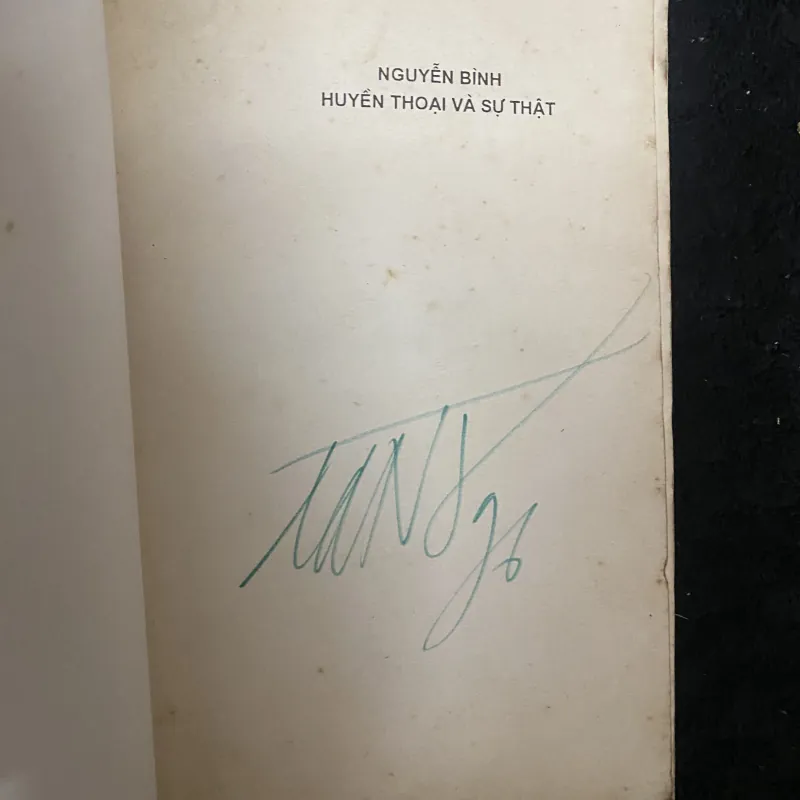 NGUYỄN BÌNH
HUYỀN THOẠI VÀ SỰ THẬT